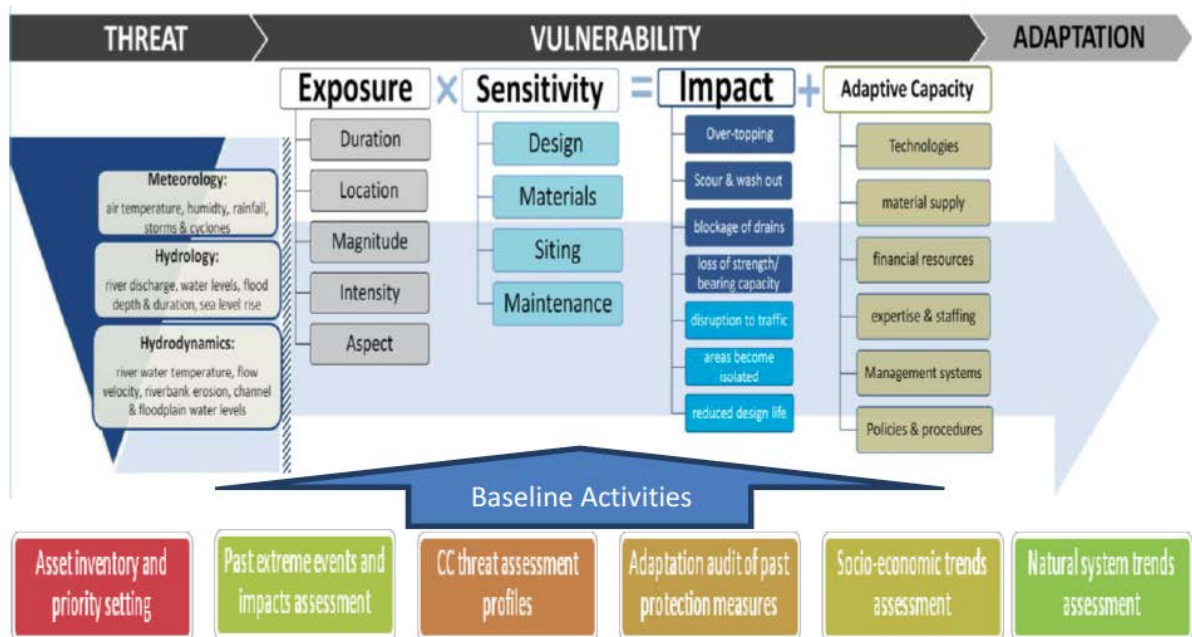 THREAT
VULNERABILITY
ADAPTATION
Exposure × Sensitivity = Impact + Adaptive Capacity
Duration
Location
Magnitude
Intensity
Aspect
Design
Materials
Siting
Maintenance
Over-topping
Scour & wash out
blockage of drains
loss of strength/
bearing capacity
disruption to traffic
areas become
isolated
reduced design life
Technologies
material supply
financial resources
expertise & staffing
Management systems
Policies & procedures
Meteorology:
air temperature, humidty, rainfall,
storms & cyclones
Hydrology:
river discharge, water levels, flood
depth & duration, sea level rise
Hydrodynamics:
river water temperature, flow
velocity, riverbank erosion, channel
& floodplain water levels
Baseline Activities
Asset inventory and
priority setting
Past extreme events and
impacts assessment
CC threat assessment
profiles
Adaptation audit of past
protection measures
Socio-economic trends
assessment
Natural system trends
assessment